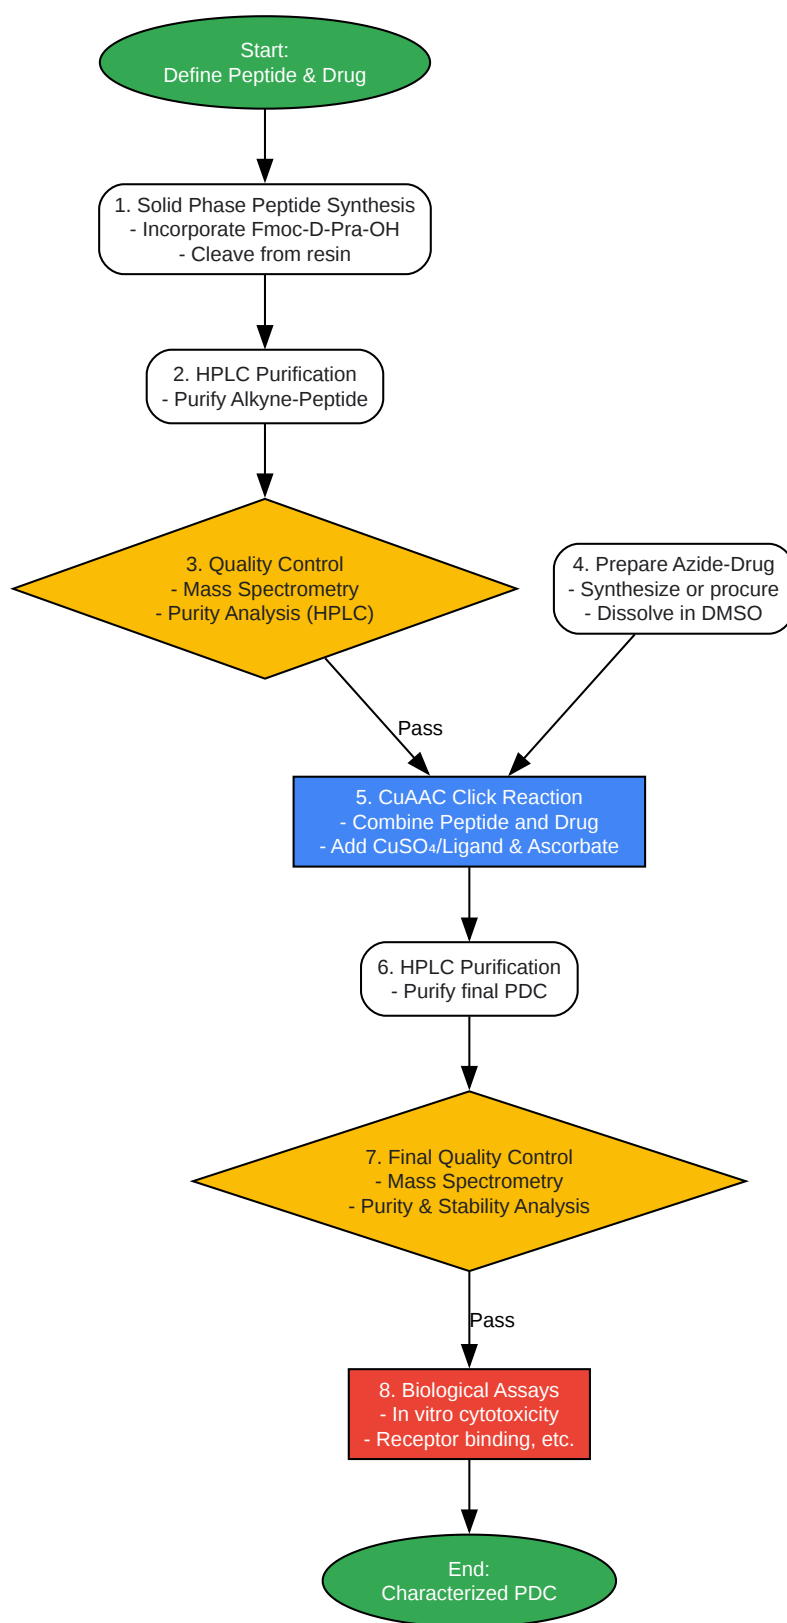 Start:
Define Peptide & Drug
1. Solid Phase Peptide Synthesis
- Incorporate Fmoc-D-Pra-OH
- Cleave from resin
2. HPLC Purification
- Purify Alkyne-Peptide
3. Quality Control
- Mass Spectrometry
- Purity Analysis (HPLC)
4. Prepare Azide-Drug
- Synthesize or procure
- Dissolve in DMSO
Pass
5. CuAAC Click Reaction
- Combine Peptide and Drug
- Add CuSO₄/Ligand & Ascorbate
6. HPLC Purification
- Purify final PDC
7. Final Quality Control
- Mass Spectrometry
- Purity & Stability Analysis
Pass
8. Biological Assays
- In vitro cytotoxicity
- Receptor binding, etc.
End:
Characterized PDC